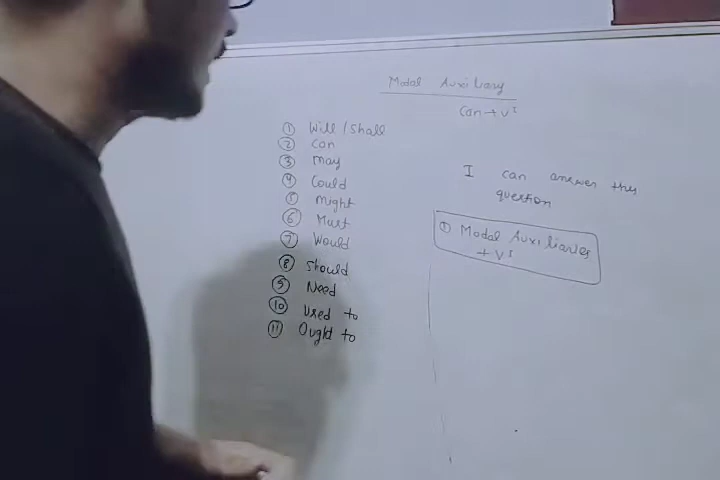 Modal Auxiliary
Can + V¹
① Will / Shall
② Can
③ May
④ Could
⑤ Might
⑥ Must
⑦ Would
⑧ Should
⑨ Need
⑩ Used to
⑪ Ought to
I can answer this
question
① Modal Auxiliaries
+ V¹